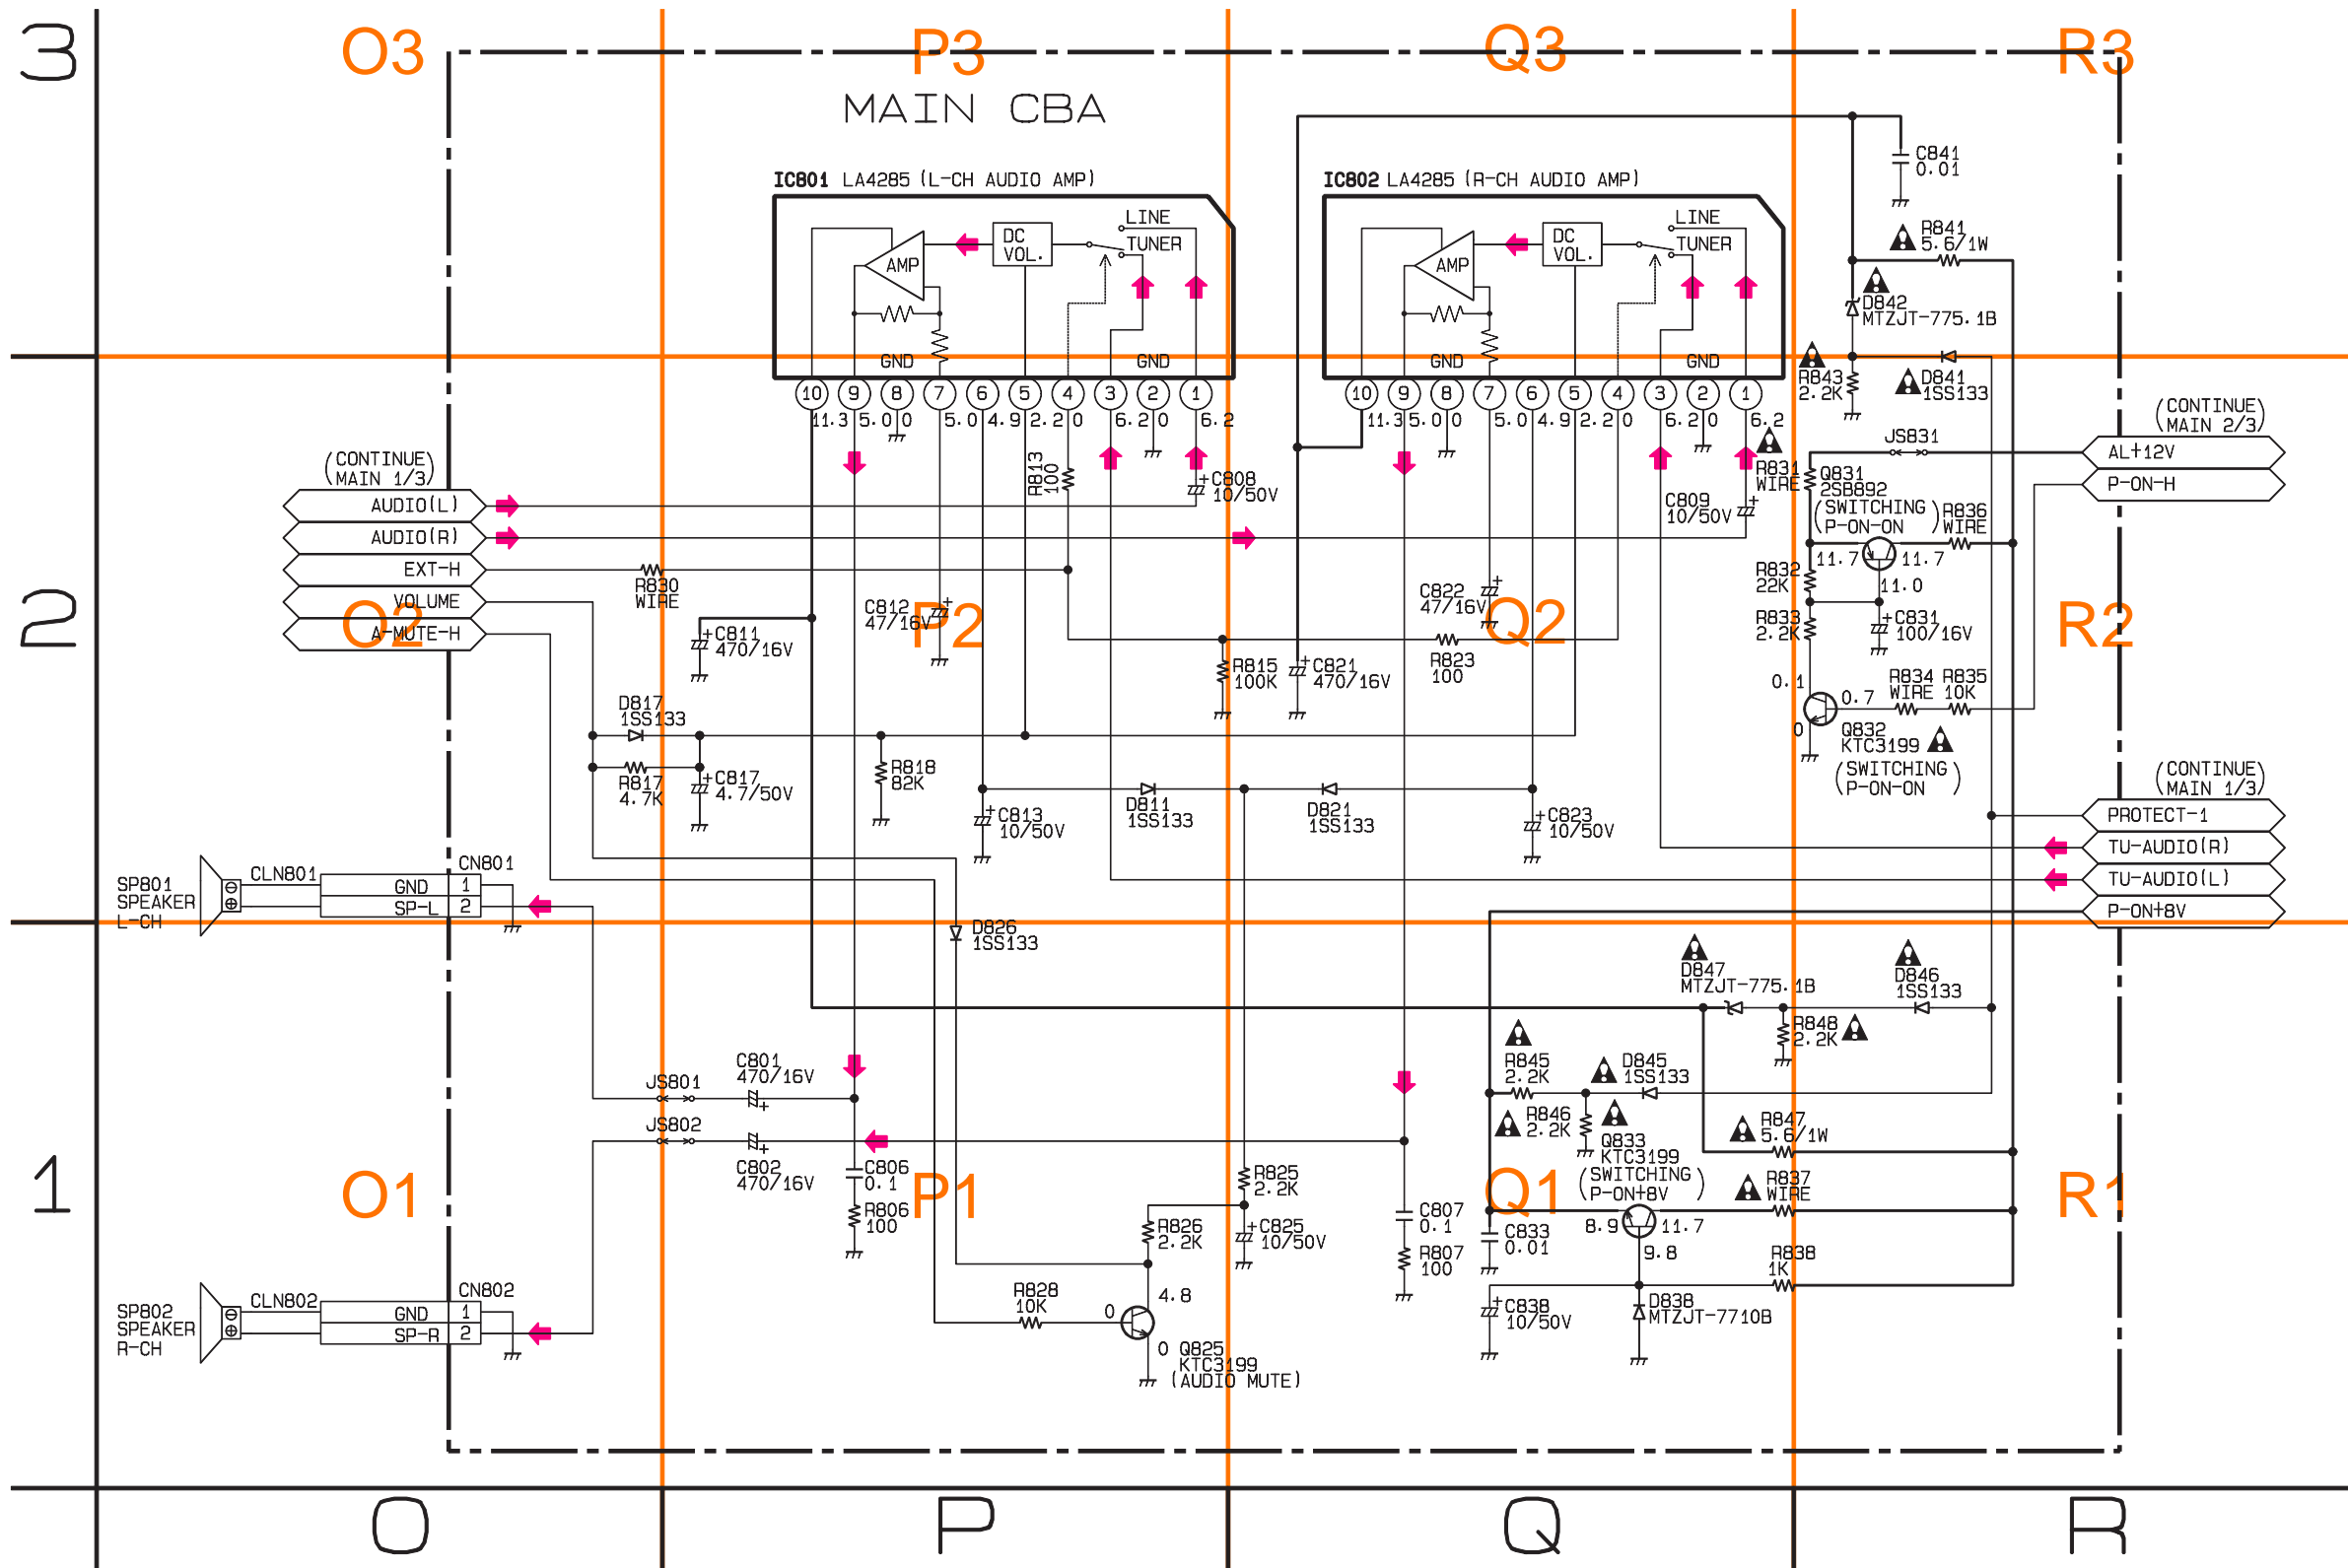 3
O3
P3
Q3
R3
MAIN CBA
IC801 LA4285 (L-CH AUDIO AMP)
LINE
TUNER
DC
VOL.
AMP
GND
GND
10 9 8 7 6 5 4 3 2 1
11.3 5.0 0 5.0 4.9 2.2 0 6.2 0 6.2
IC802 LA4285 (R-CH AUDIO AMP)
LINE
TUNER
DC
VOL.
AMP
GND
GND
10 9 8 7 6 5 4 3 2 1
11.3 5.0 0 5.0 4.9 2.2 0 6.2 0 6.2
C841
0.01
R841
5.6/1W
D842
MTZJT-775.1B
R843
2.2K
D841
1SS133
2
O2
P2
Q2
R2
(CONTINUE)
(MAIN 1/3)
AUDIO(L)
AUDIO(R)
EXT-H
VOLUME
A-MUTE-H
R830
WIRE
R813
100
C808
10/50V
C809
10/50V
C811
470/16V
C812
47/16V
R815
100K
C821
470/16V
C822
47/16V
R823
100
D817
1SS133
R817
4.7K
C817
4.7/50V
R818
82K
C813
10/50V
D811
1SS133
D821
1SS133
C823
10/50V
(CONTINUE)
(MAIN 2/3)
JS831
AL+12V
P-ON-H
R831
WIRE
Q831
2SB892
(SWITCHING
P-ON-ON)
R836
WIRE
11.7
11.7
11.0
R832
22K
R833
2.2K
C831
100/16V
0.1
0.7
0
R834
WIRE
R835
10K
Q832
KTC3199
(SWITCHING
P-ON-ON)
(CONTINUE)
(MAIN 1/3)
PROTECT-1
TU-AUDIO(R)
TU-AUDIO(L)
P-ON+8V
SP801
SPEAKER
L-CH
CLN801
CN801
GND 1
SP-L 2
D826
1SS133
D847
MTZJT-775.1B
D846
1SS133
R848
2.2K
1
O1
P1
Q1
R1
JS801
C801
470/16V
JS802
C802
470/16V
C806
0.1
R806
100
R845
2.2K
D845
1SS133
R846
2.2K
Q833
KTC3199
(SWITCHING
P-ON+8V)
R847
5.6/1W
R837
WIRE
8.9
11.7
9.8
R825
2.2K
R826
2.2K
C825
10/50V
C807
0.1
R807
100
C833
0.01
R838
1K
C838
10/50V
D838
MTZJT-7710B
SP802
SPEAKER
R-CH
CLN802
CN802
GND 1
SP-R 2
R828
10K
0
4.8
0
Q825
KTC3199
(AUDIO MUTE)
O
P
Q
R